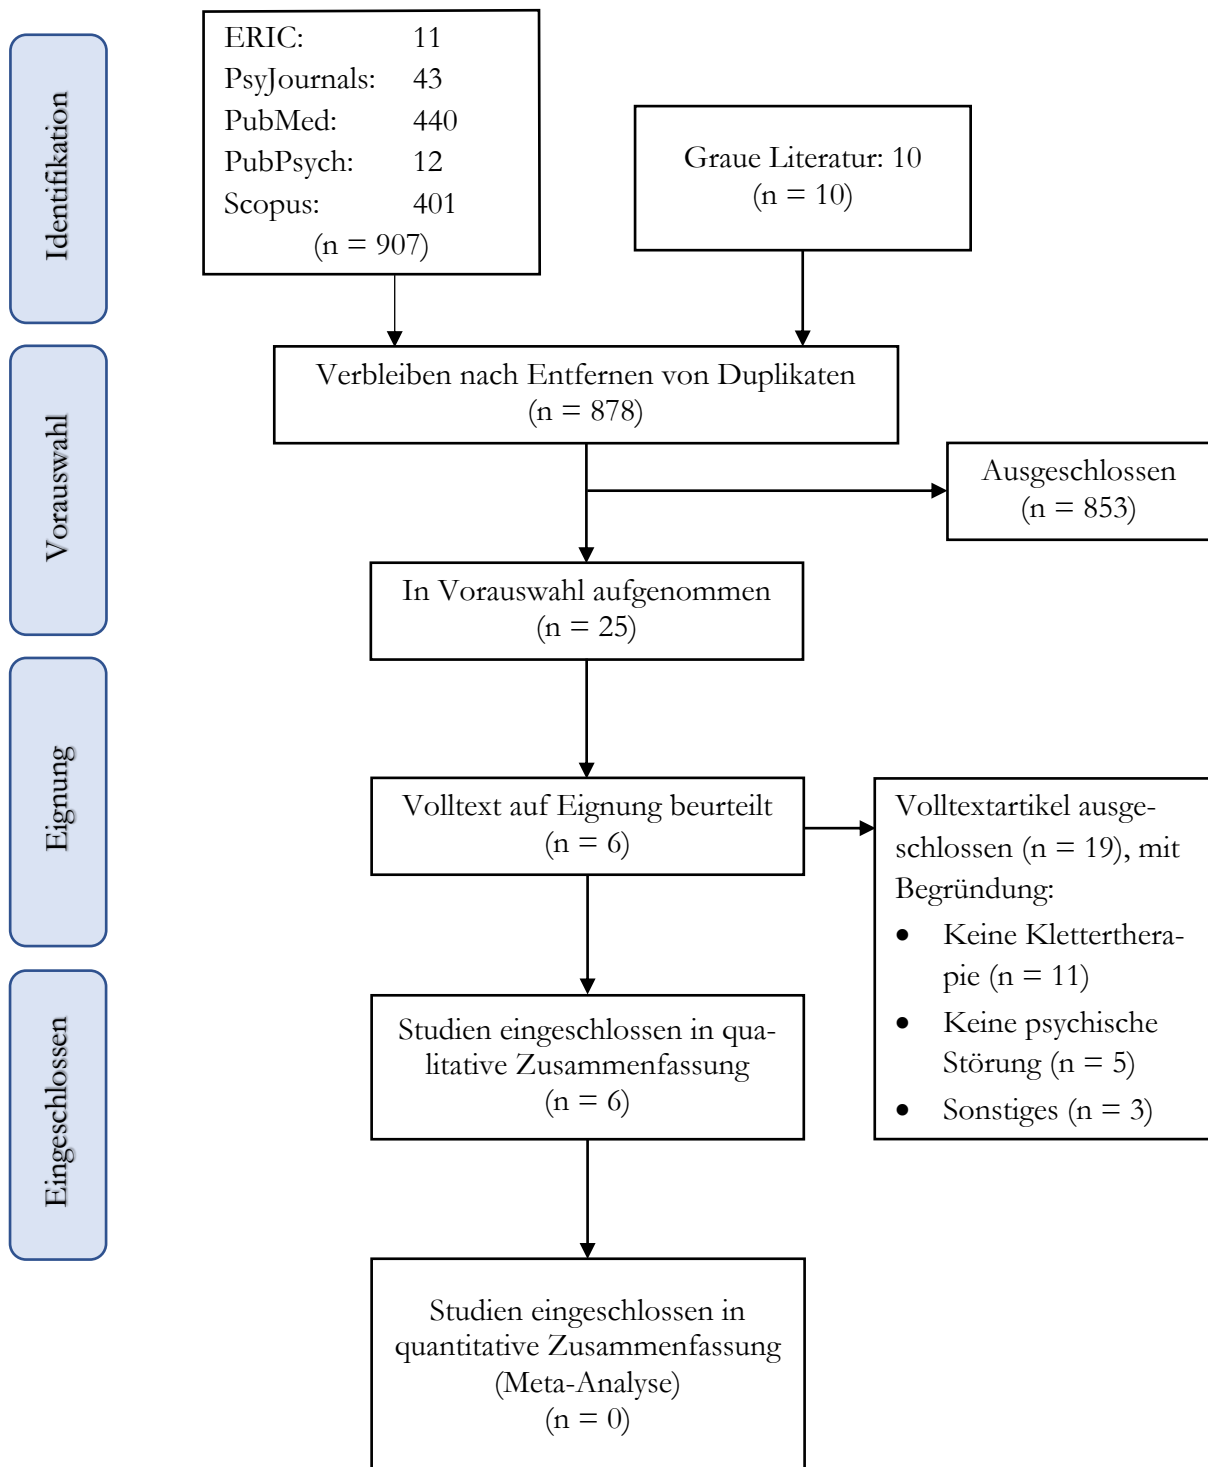 Identifikation
ERIC: 11
PsyJournals: 43
PubMed: 440
PubPsych: 12
Scopus: 401
(n = 907)
Graue Literatur: 10
(n = 10)
Vorauswahl
Verbleiben nach Entfernen von Duplikaten
(n = 878)
Ausgeschlossen
(n = 853)
In Vorauswahl aufgenommen
(n = 25)
Eignung
Volltext auf Eignung beurteilt
(n = 6)
Volltextartikel ausge-
schlossen (n = 19), mit
Begründung:
• Keine Kletterthera-
pie (n = 11)
• Keine psychische
Störung (n = 5)
• Sonstiges (n = 3)
Eingeschlossen
Studien eingeschlossen in qua-
litative Zusammenfassung
(n = 6)
Studien eingeschlossen in
quantitative Zusammenfassung
(Meta-Analyse)
(n = 0)